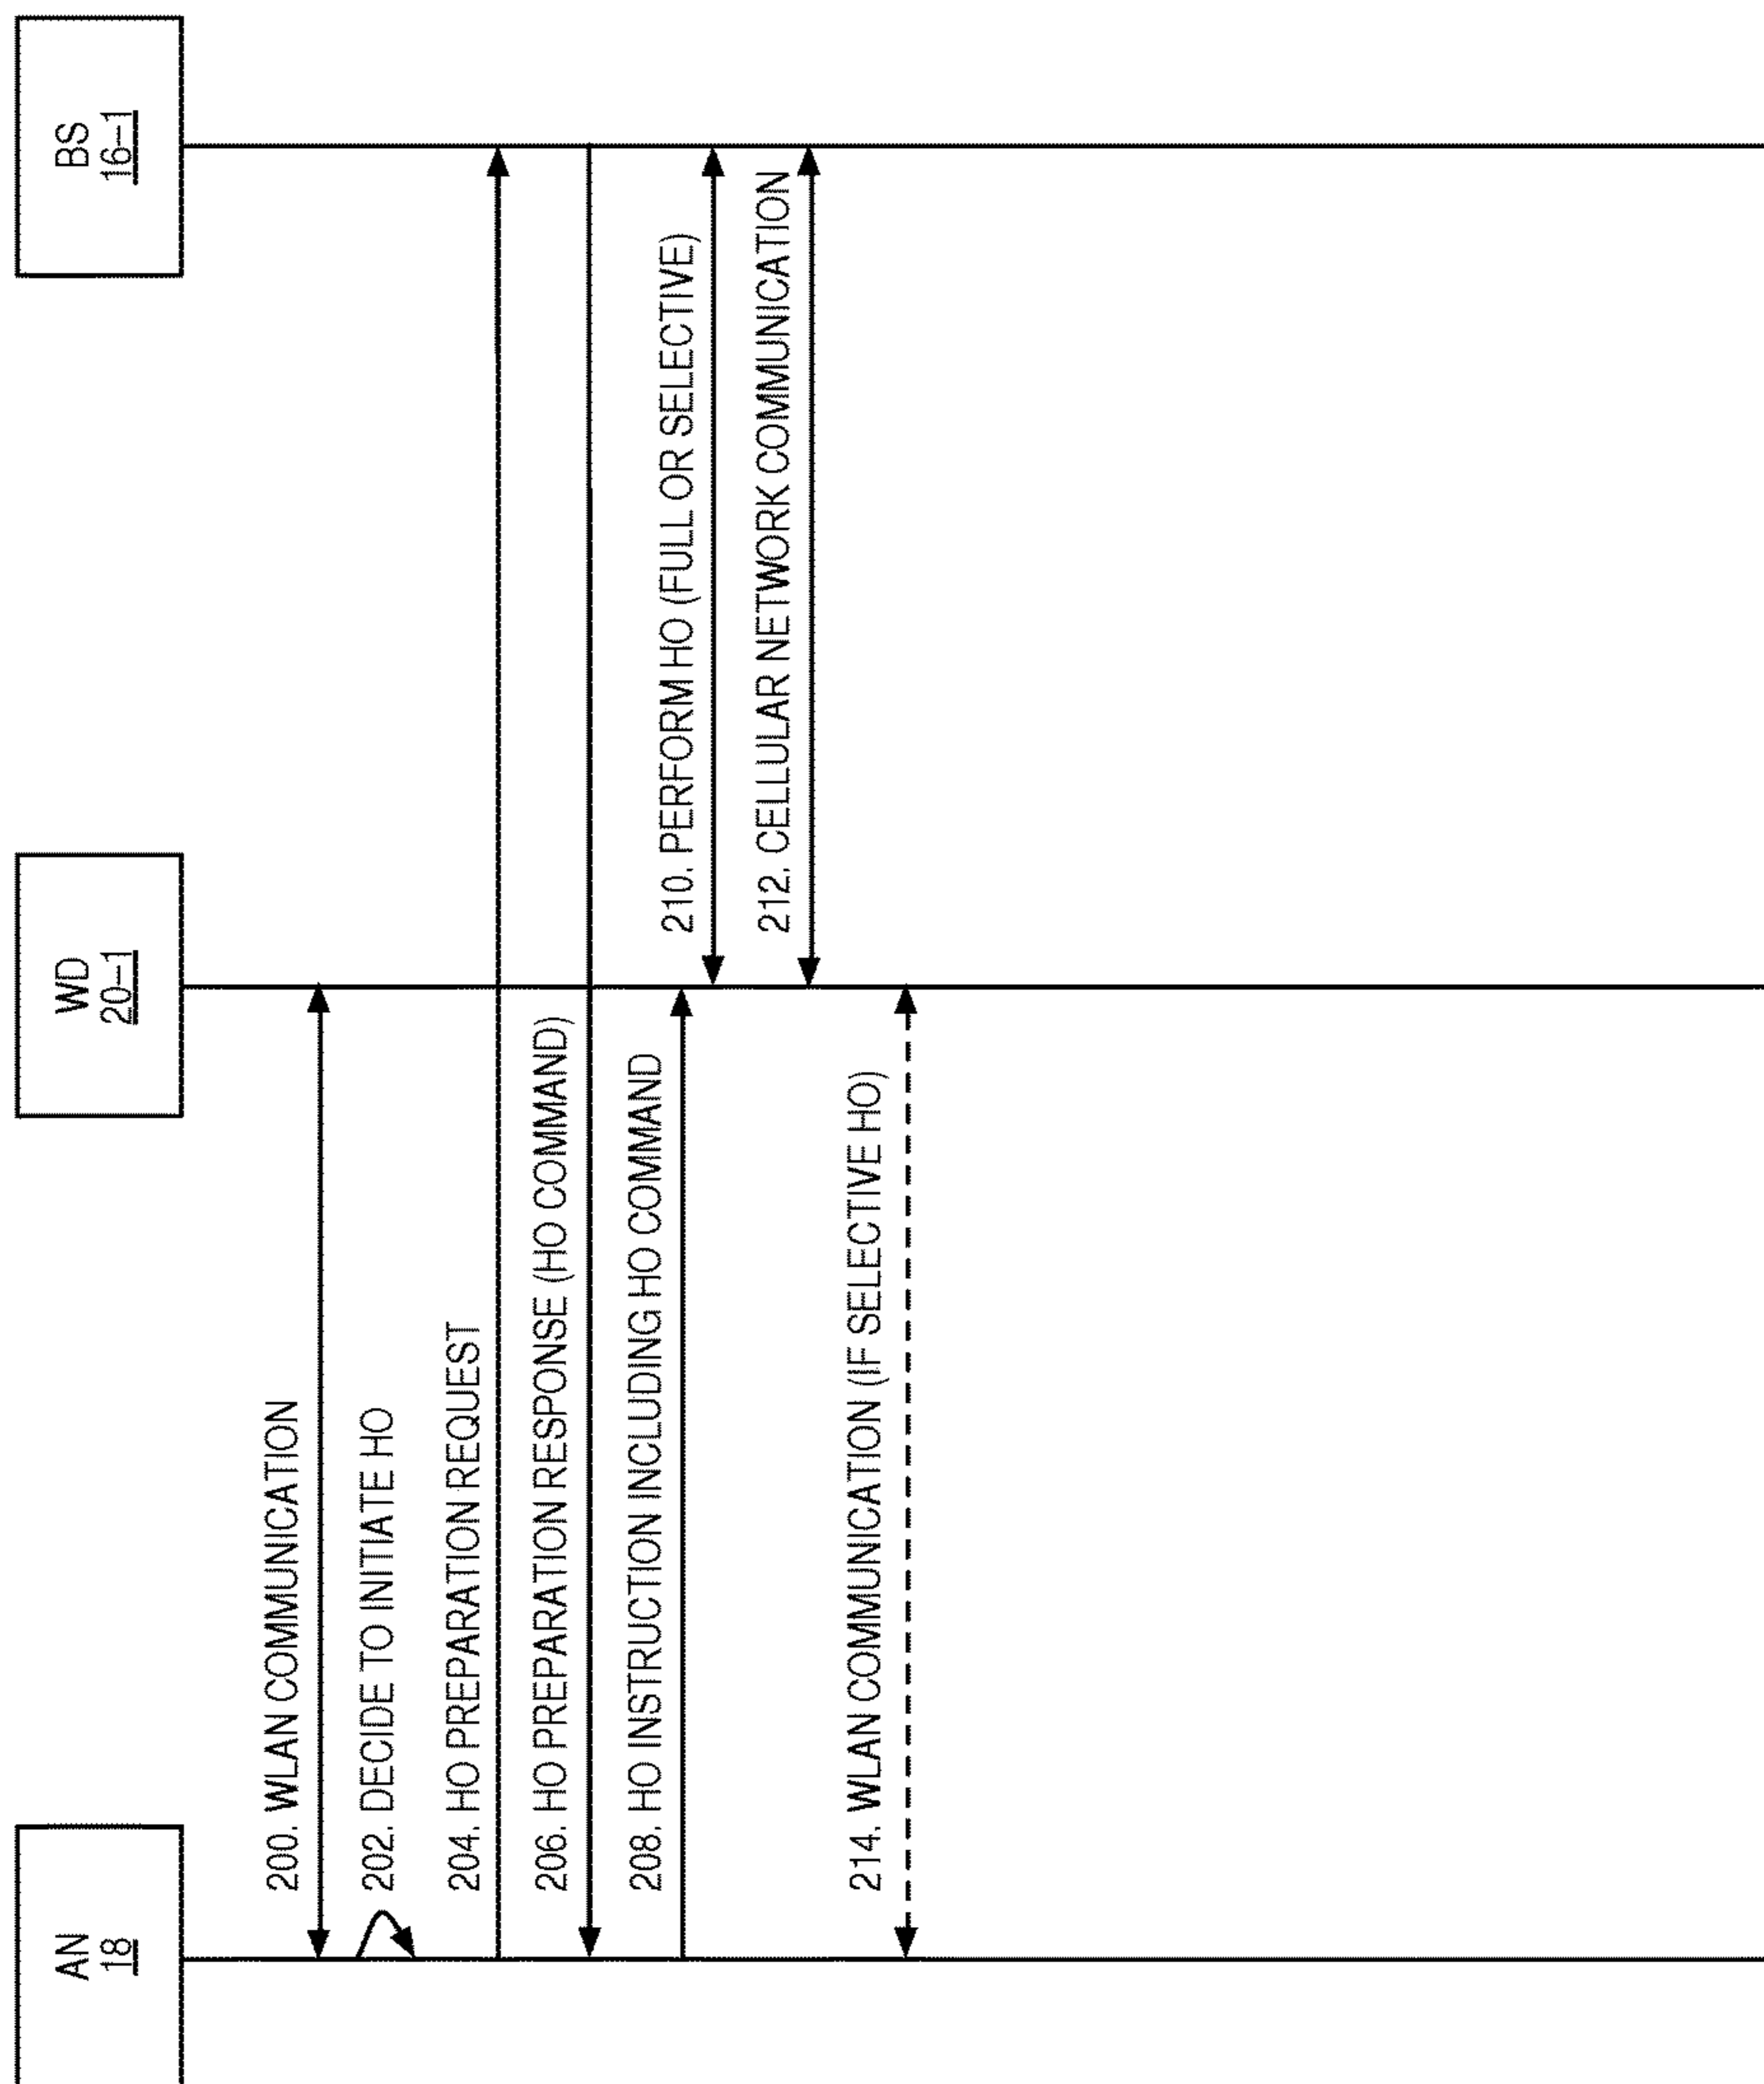 AN
18
WD
20-1
BS
16-1
200. WLAN COMMUNICATION
202. DECIDE TO INITIATE HO
204. HO PREPARATION REQUEST
206. HO PREPARATION RESPONSE (HO COMMAND)
208. HO INSTRUCTION INCLUDING HO COMMAND
210. PERFORM HO (FULL OR SELECTIVE)
212. CELLULAR NETWORK COMMUNICATION
214. WLAN COMMUNICATION (IF SELECTIVE HO)